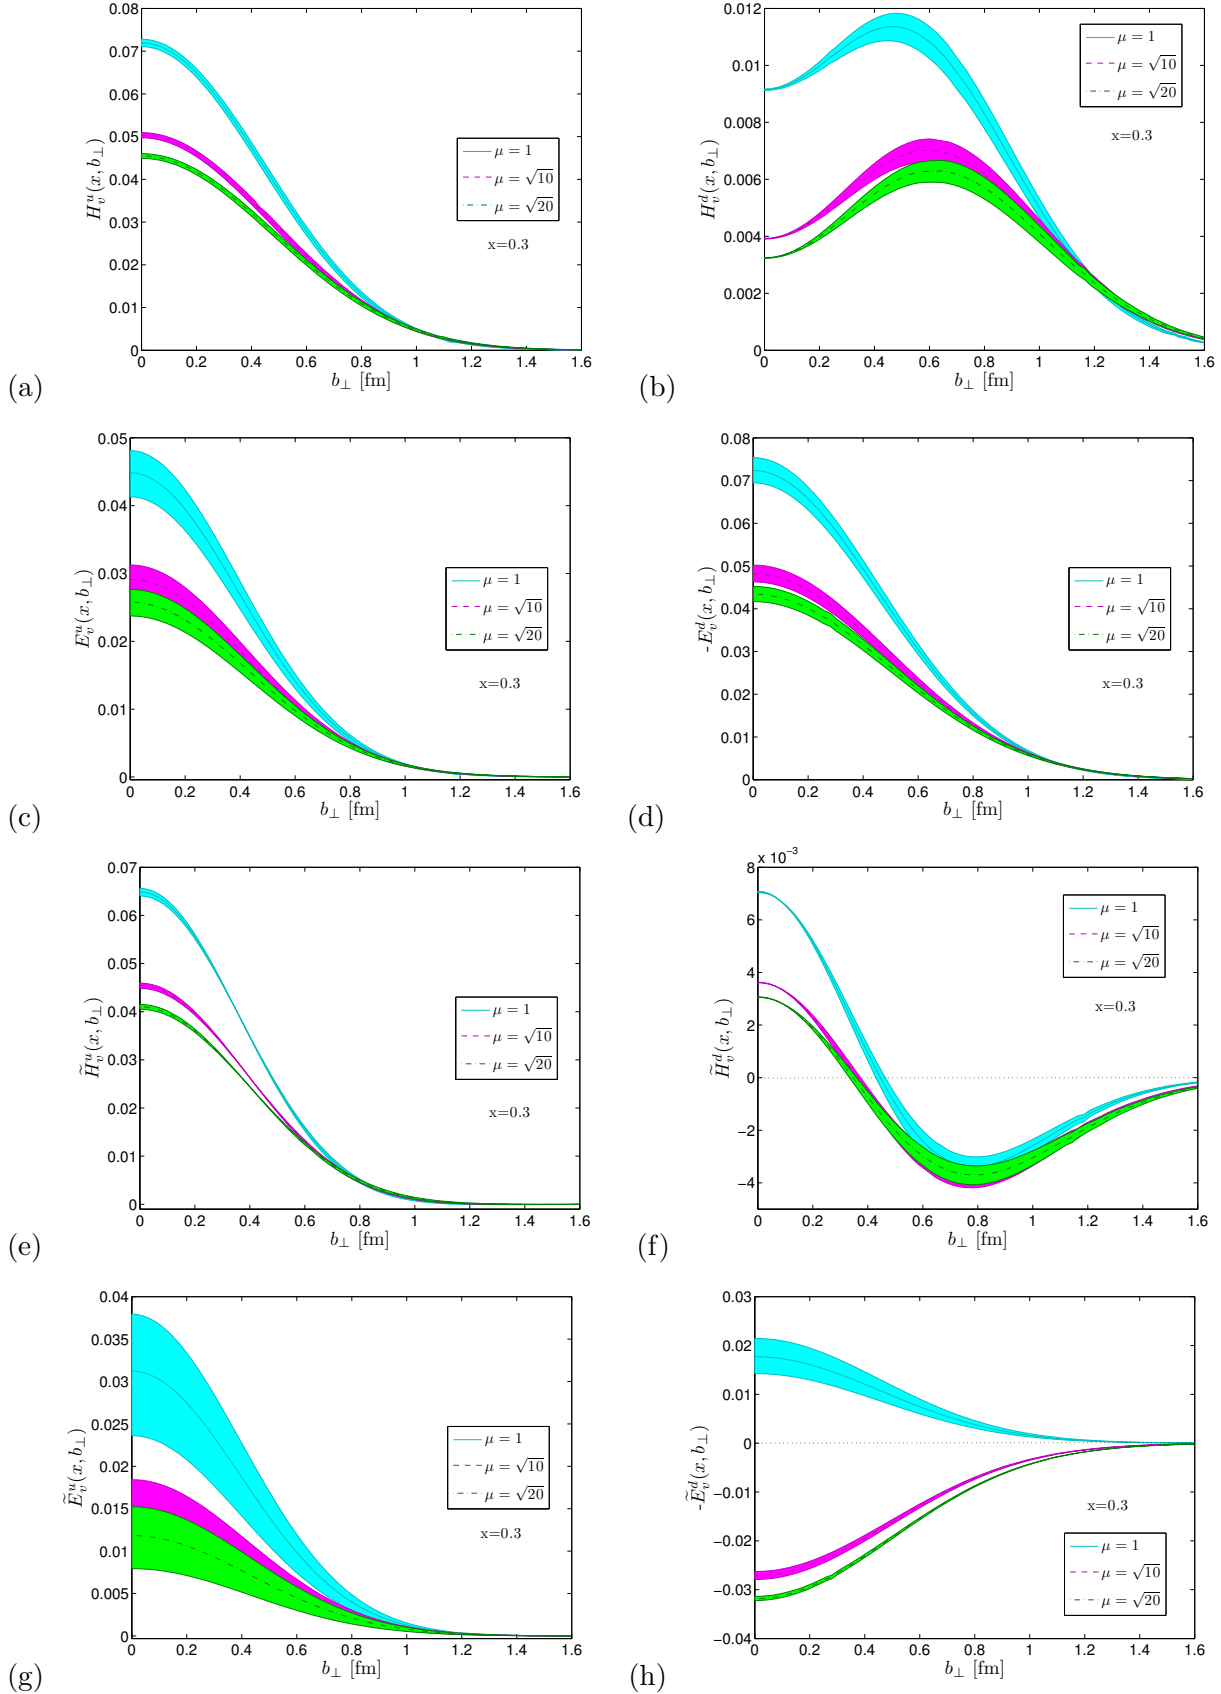 0.08
0.07
0.06
0.05
0.04
0.03
0.02
0.01
0
H_v^u(x, b_⊥)
μ = 1
μ = √10
μ = √20
x=0.3
0 0.2 0.4 0.6 0.8 1 1.2 1.4 1.6
b_⊥ [fm]
(a)
0.012
0.01
0.008
0.006
0.004
0.002
0
H_v^d(x, b_⊥)
μ = 1
μ = √10
μ = √20
x=0.3
0 0.2 0.4 0.6 0.8 1 1.2 1.4 1.6
b_⊥ [fm]
(b)
0.05
0.04
0.03
0.02
0.01
0
E_v^u(x, b_⊥)
μ = 1
μ = √10
μ = √20
x=0.3
0 0.2 0.4 0.6 0.8 1 1.2 1.4 1.6
b_⊥ [fm]
(c)
0.08
0.07
0.06
0.05
0.04
0.03
0.02
0.01
0
-E_v^d(x, b_⊥)
μ = 1
μ = √10
μ = √20
x=0.3
0 0.2 0.4 0.6 0.8 1 1.2 1.4 1.6
b_⊥ [fm]
(d)
0.07
0.06
0.05
0.04
0.03
0.02
0.01
0
H̃_v^u(x, b_⊥)
μ = 1
μ = √10
μ = √20
x=0.3
0 0.2 0.4 0.6 0.8 1 1.2 1.4 1.6
b_⊥ [fm]
(e)
x 10^−3
8
6
4
2
0
−2
−4
H̃_v^d(x, b_⊥)
μ = 1
μ = √10
μ = √20
x=0.3
0 0.2 0.4 0.6 0.8 1 1.2 1.4 1.6
b_⊥ [fm]
(f)
0.04
0.035
0.03
0.025
0.02
0.015
0.01
0.005
0
Ẽ_v^u(x, b_⊥)
μ = 1
μ = √10
μ = √20
x=0.3
0 0.2 0.4 0.6 0.8 1 1.2 1.4 1.6
b_⊥ [fm]
(g)
0.03
0.02
0.01
0
−0.01
−0.02
−0.03
−0.04
-Ẽ_v^d(x, b_⊥)
x=0.3
μ = 1
μ = √10
μ = √20
0 0.2 0.4 0.6 0.8 1 1.2 1.4 1.6
b_⊥ [fm]
(h)